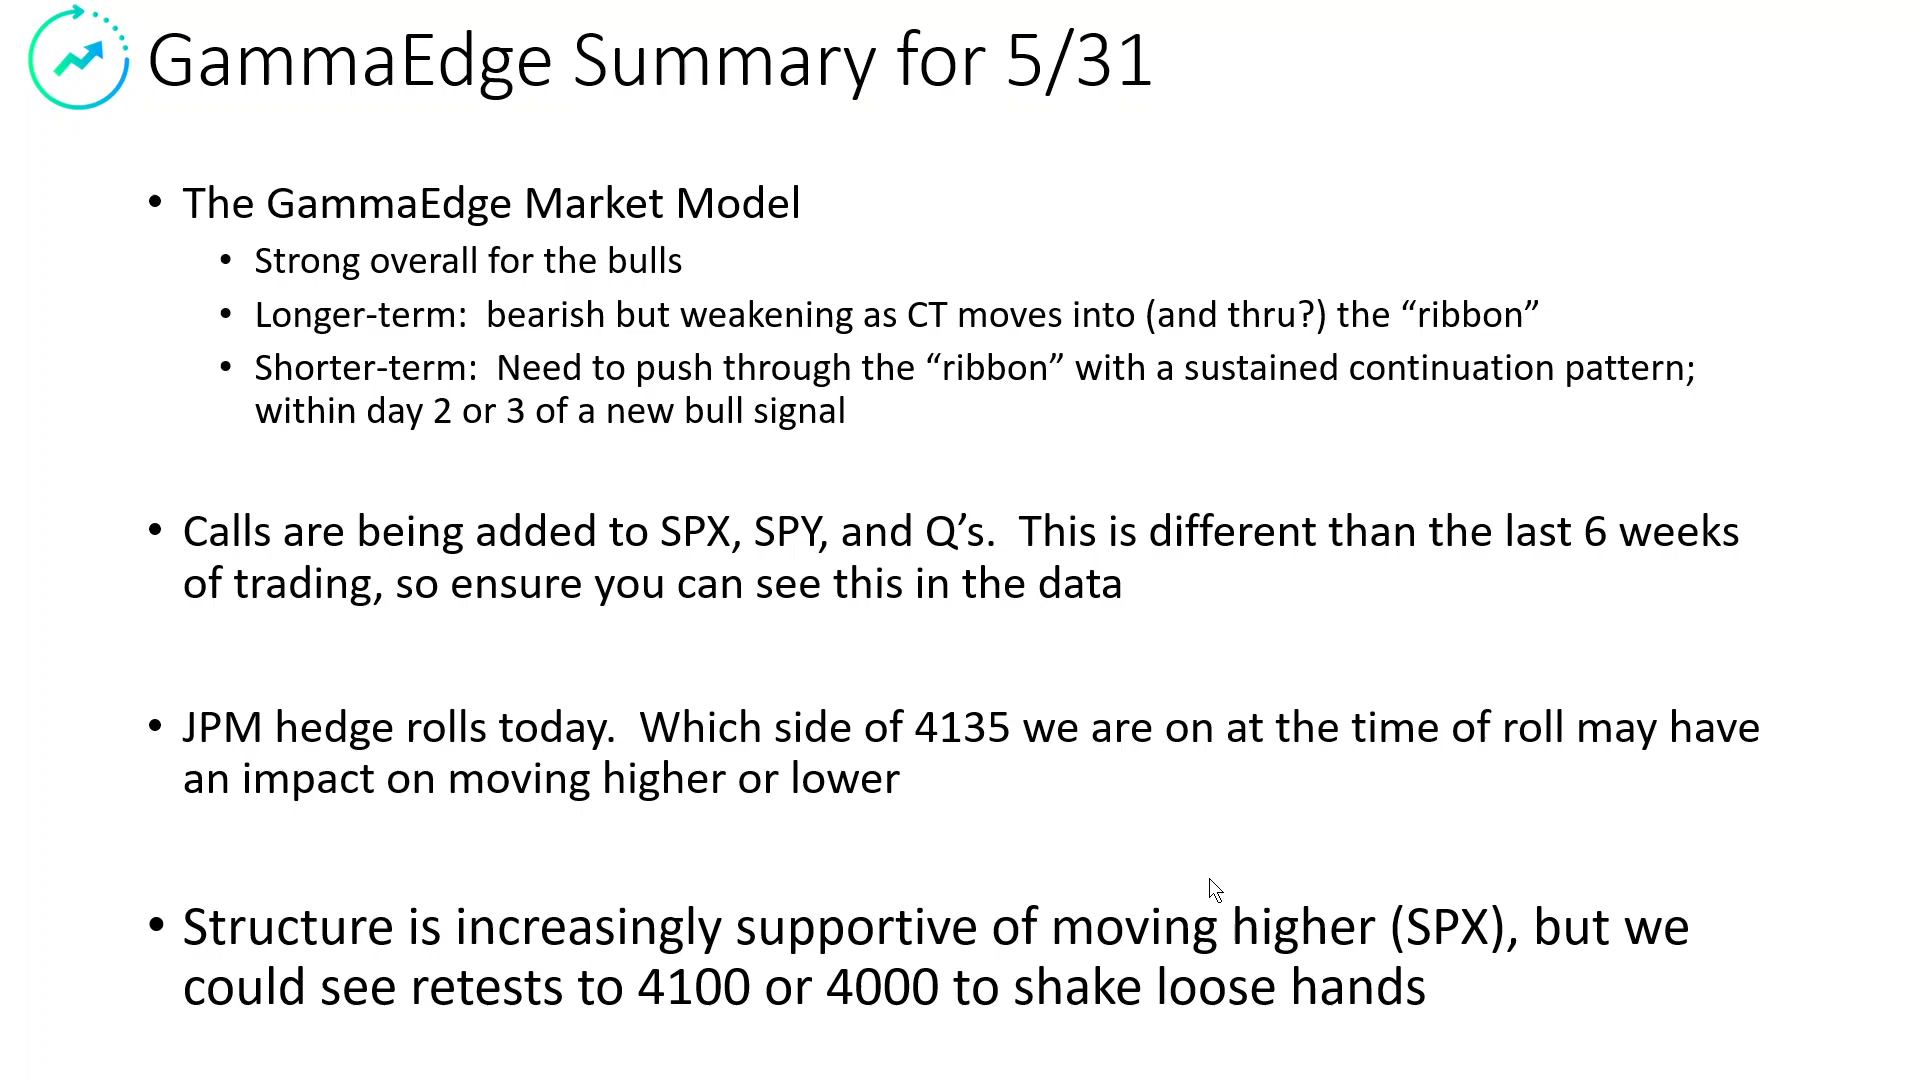 GammaEdge Summary for 5/31
• The GammaEdge Market Model
• Strong overall for the bulls
• Longer-term:  bearish but weakening as CT moves into (and thru?) the “ribbon”
• Shorter-term:  Need to push through the “ribbon” with a sustained continuation pattern;
within day 2 or 3 of a new bull signal
• Calls are being added to SPX, SPY, and Q’s.  This is different than the last 6 weeks
of trading, so ensure you can see this in the data
• JPM hedge rolls today.  Which side of 4135 we are on at the time of roll may have
an impact on moving higher or lower
• Structure is increasingly supportive of moving higher (SPX), but we
could see retests to 4100 or 4000 to shake loose hands